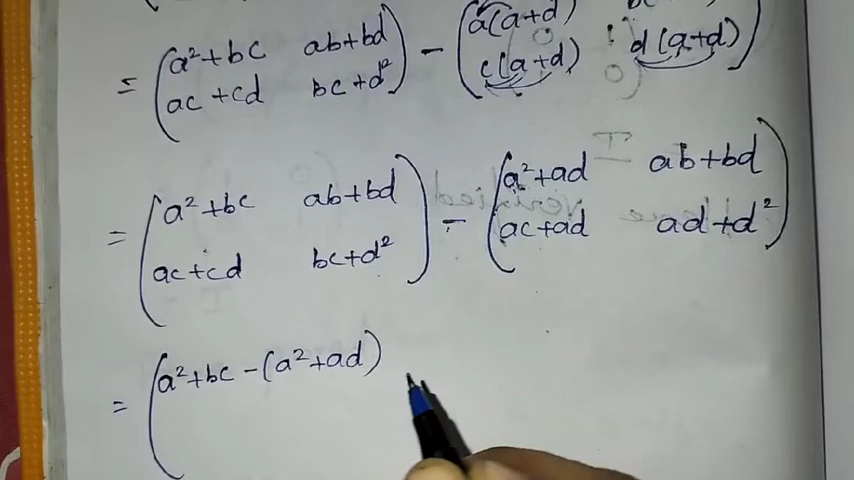 = (a²+bc ab+bd) - (a(a+d)
ac+cd bc+d² c(a+d) d(a+d))
= (a²+bc ab+bd) - (a²+ad ab+bd)
ac+cd bc+d² ac+ad ad+d²
= (a²+bc -(a²+ad)